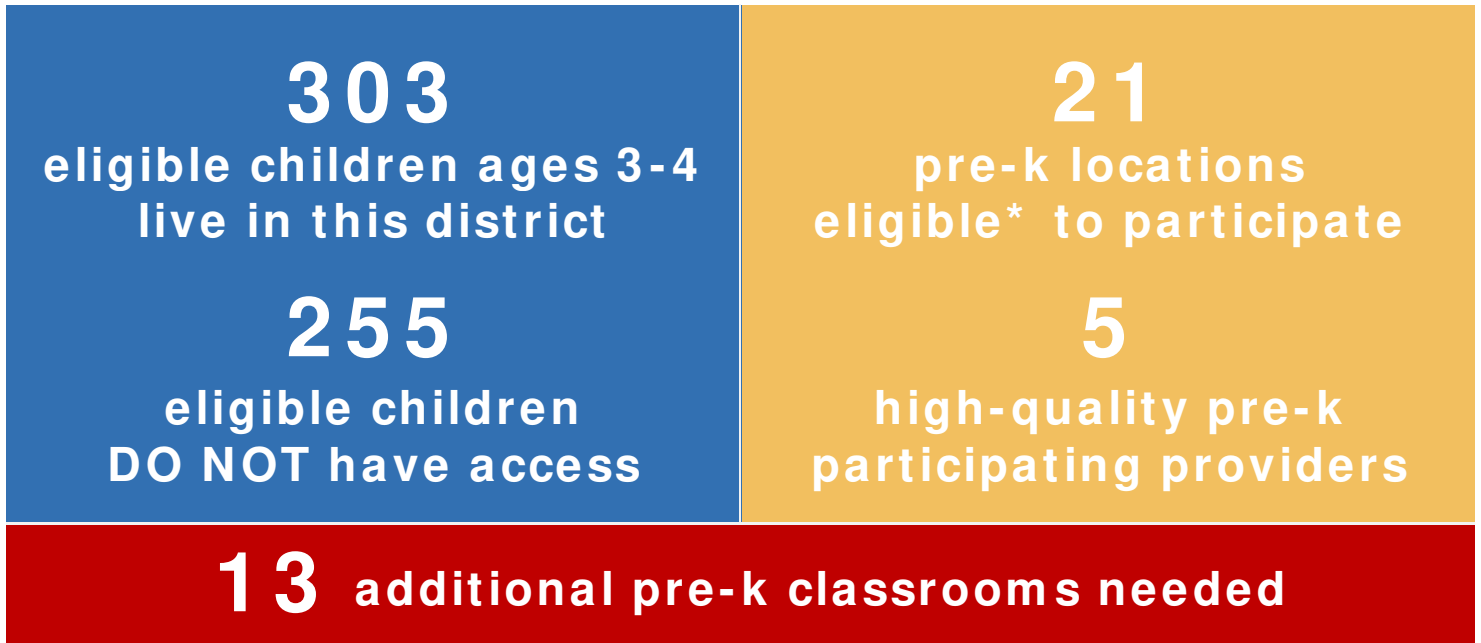 303
eligible children ages 3-4
live in this district
255
eligible children
DO NOT have access
21
pre-k locations
eligible* to participate
5
high-quality pre-k
participating providers
13 additional pre-k classrooms needed